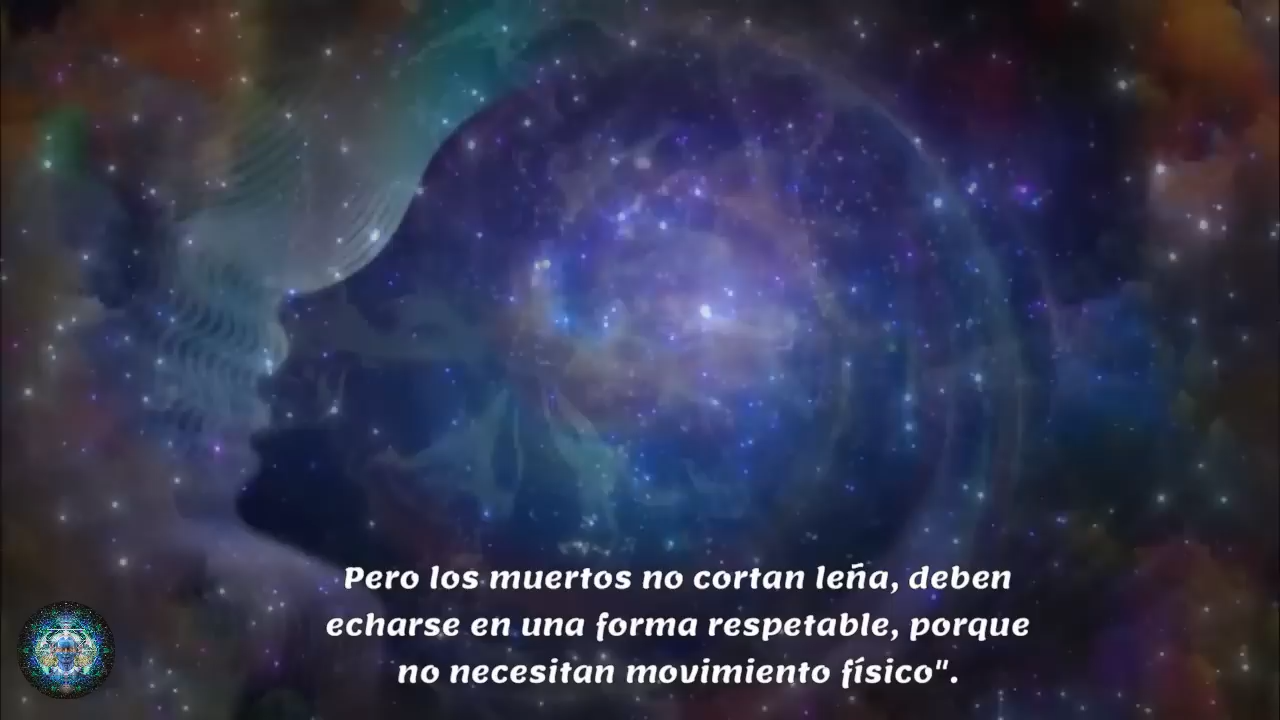 Pero los muertos no cortan leña, deben
echarse en una forma respetable, porque
no necesitan movimiento físico".